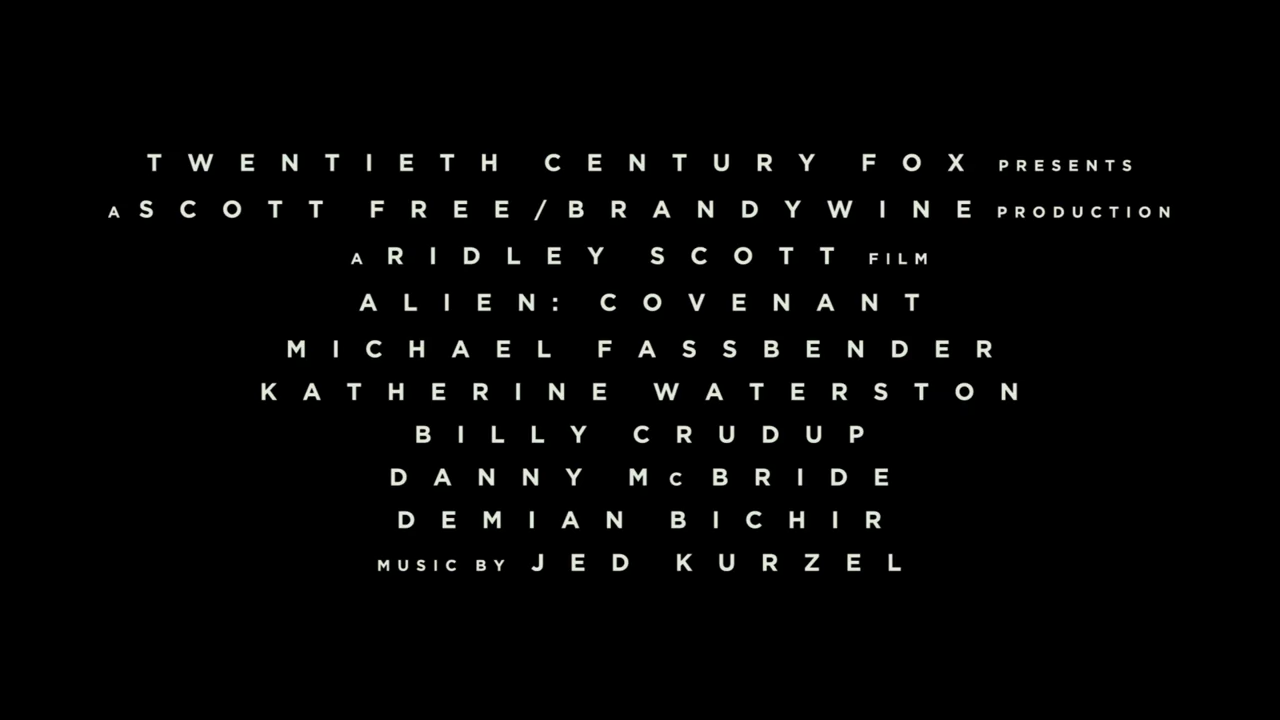 TWENTIETH CENTURY FOX PRESENTS
A SCOTT FREE/BRANDYWINE PRODUCTION
A RIDLEY SCOTT FILM
ALIEN: COVENANT
MICHAEL FASSBENDER
KATHERINE WATERSTON
BILLY CRUDUP
DANNY McBRIDE
DEMIAN BICHIR
MUSIC BY JED KURZEL